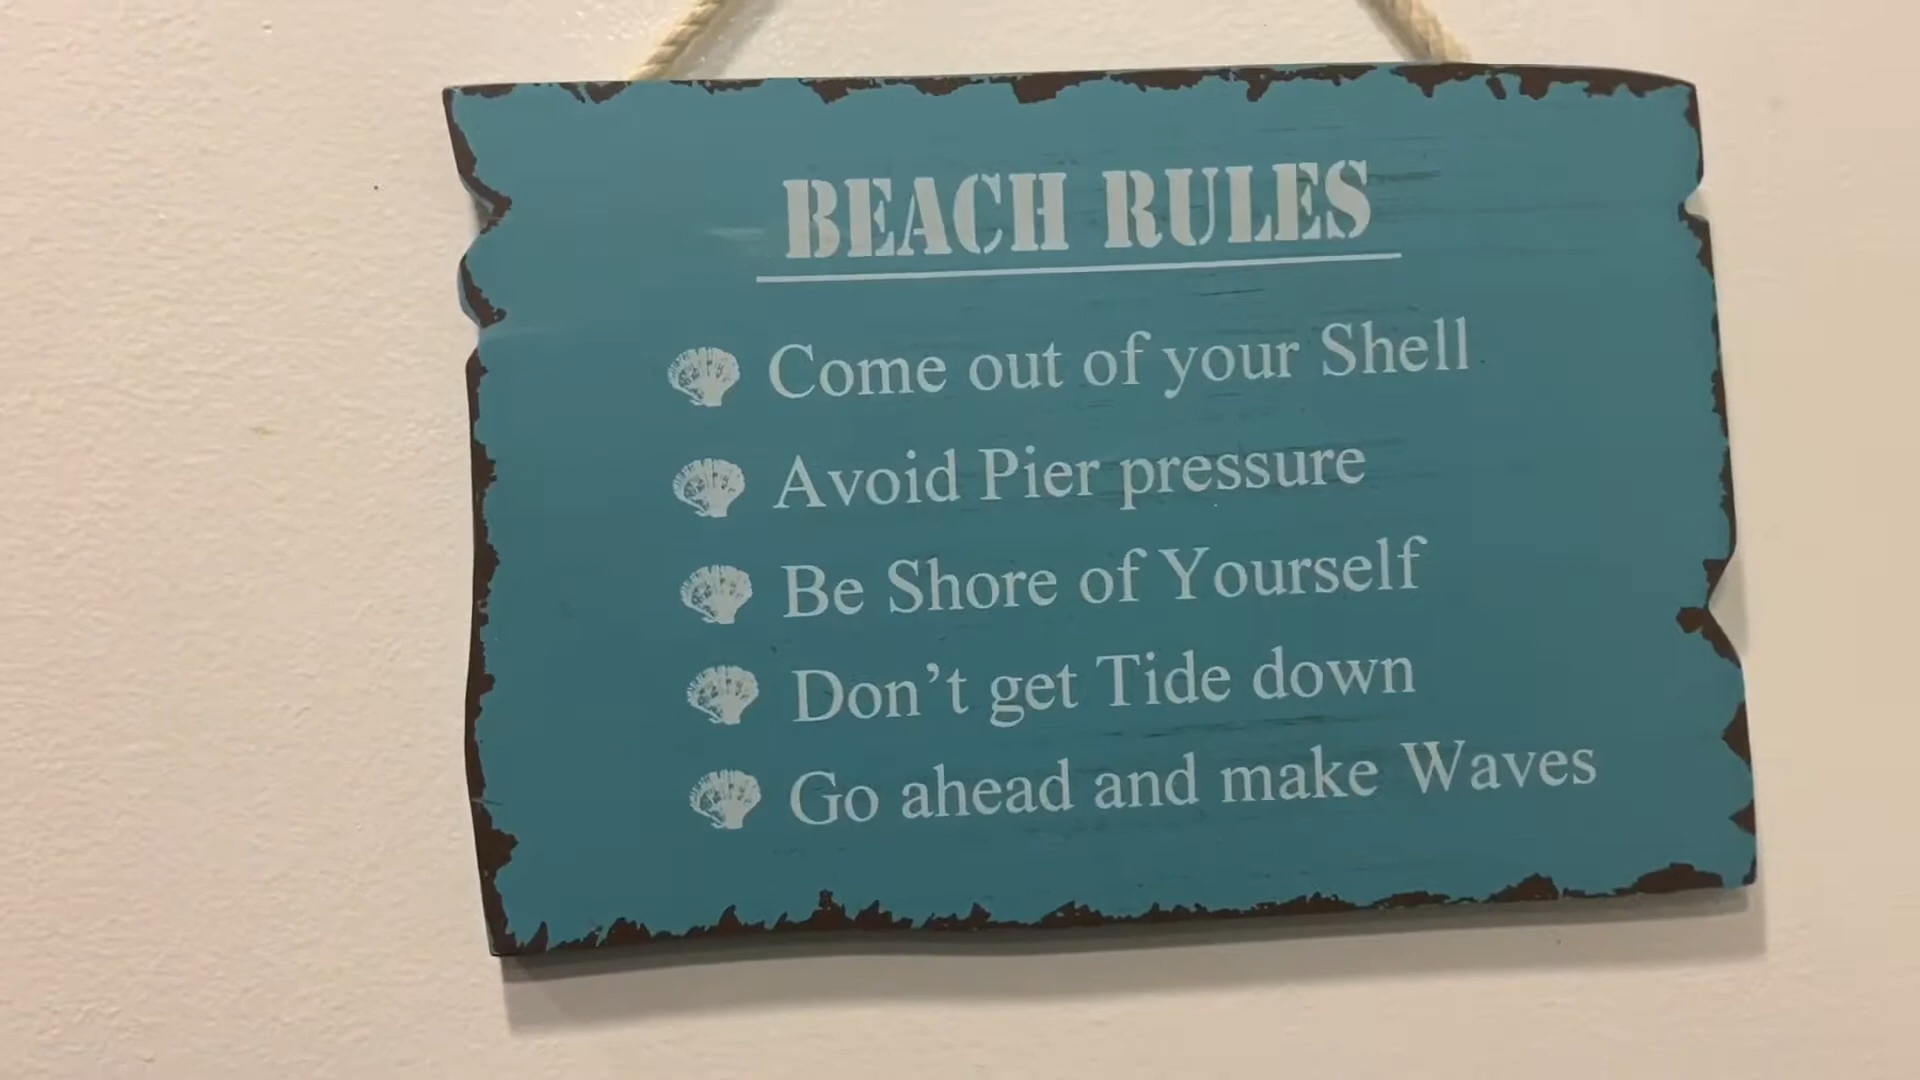 BEACH RULES
Come out of your Shell
Avoid Pier pressure
Be Shore of Yourself
Don’t get Tide down
Go ahead and make Waves